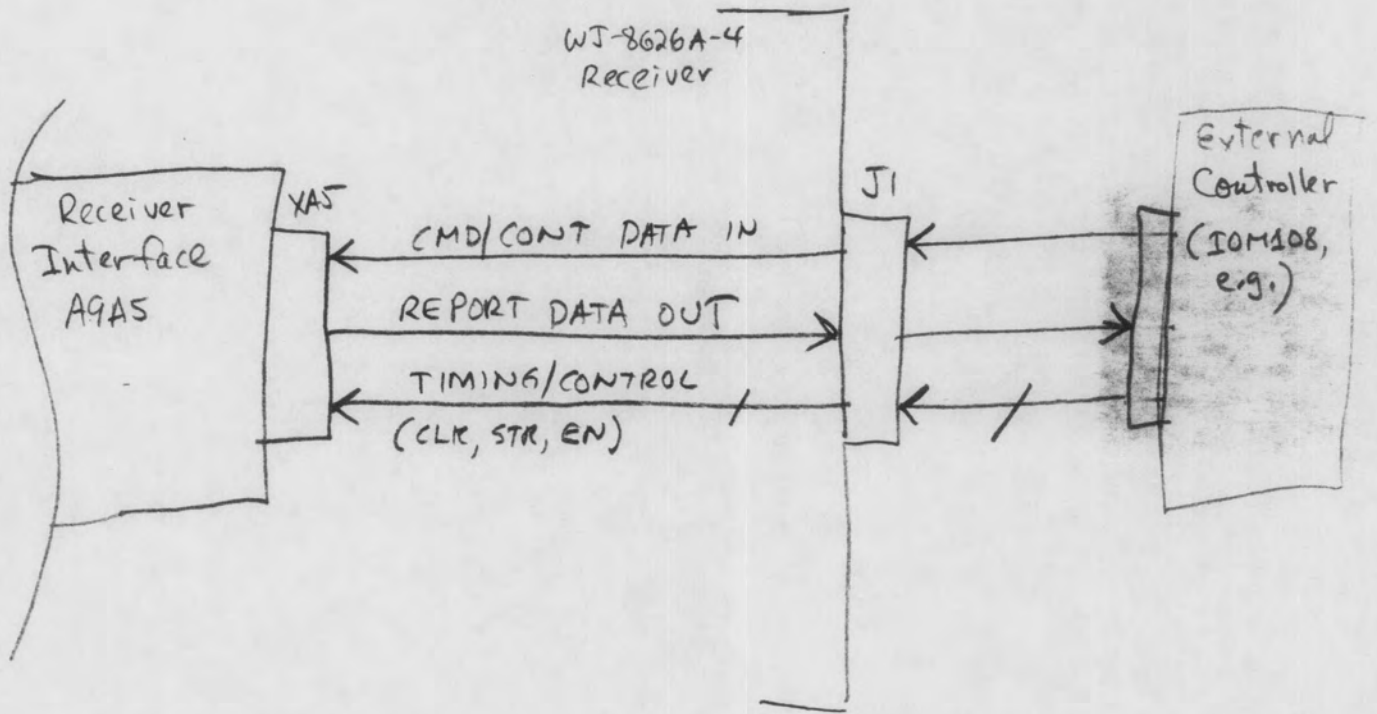 WJ-8626A-4
Receiver
External
Controller
(IOM108,
e.g.)
J1
XA5
Receiver
Interface
A9A5
CMD/CONT DATA IN
REPORT DATA OUT
TIMING/CONTROL
(CLK, STR, EN)